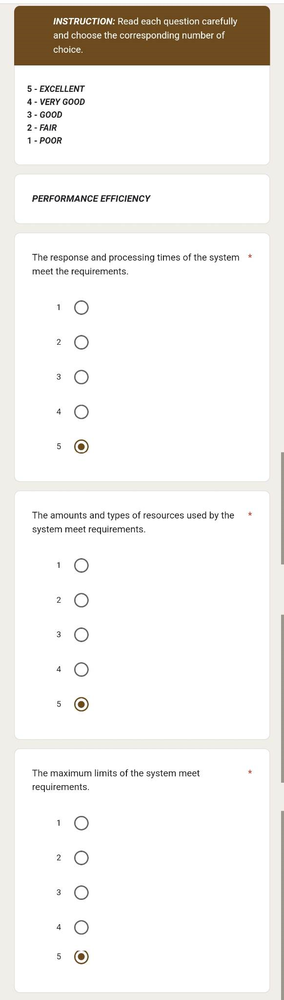 INSTRUCTION: Read each question carefully
and choose the corresponding number of
choice.
5 - EXCELLENT
4 - VERY GOOD
3 - GOOD
2 - FAIR
1 - POOR
PERFORMANCE EFFICIENCY
The response and processing times of the system *
meet the requirements.
1
2
3
4
5
The amounts and types of resources used by the *
system meet requirements.
1
2
3
4
5
The maximum limits of the system meet *
requirements.
1
2
3
4
5